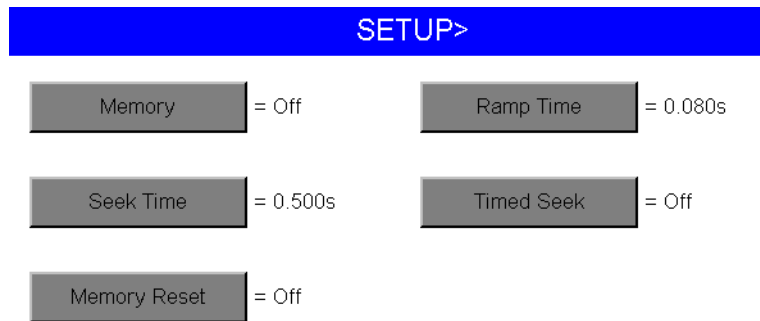 SETUP>
Memory = Off Ramp Time = 0.080s
Seek Time = 0.500s Timed Seek = Off
Memory Reset = Off